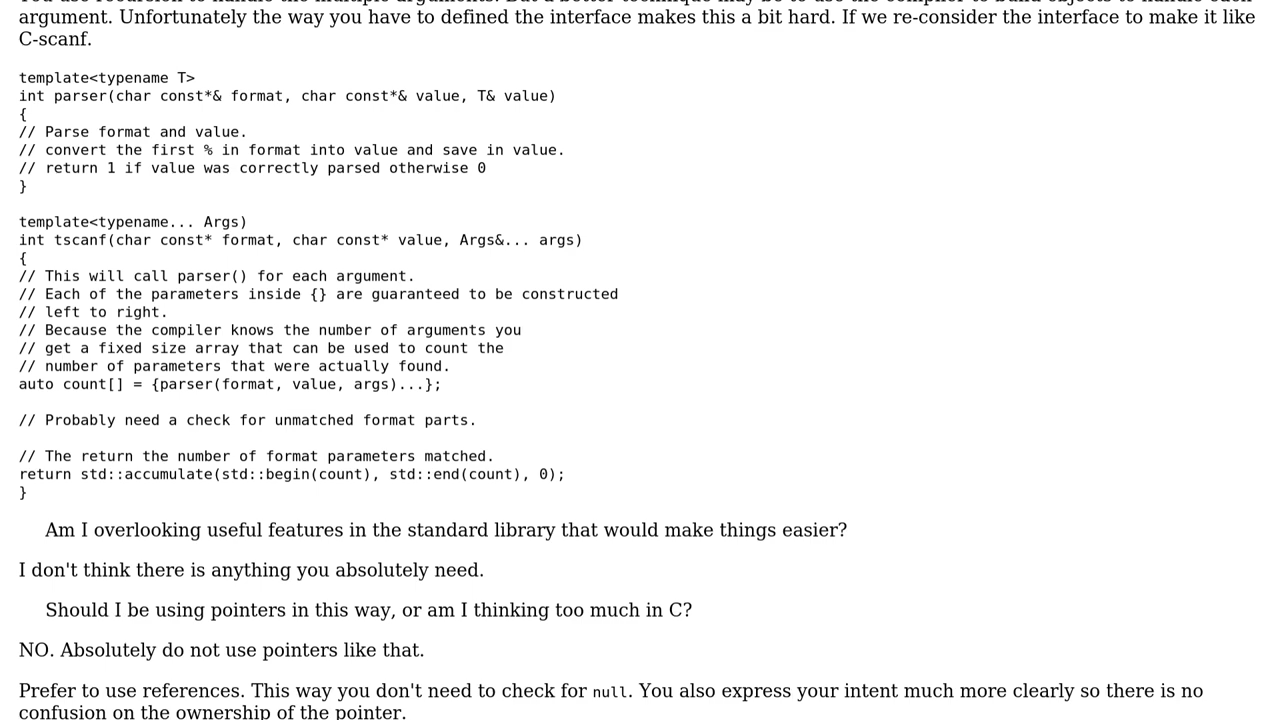 argument. Unfortunately the way you have to defined the interface makes this a bit hard. If we re-consider the interface to make it like
C-scanf.
template<typename T>
int parser(char const*& format, char const*& value, T& value)
{
// Parse format and value.
// convert the first % in format into value and save in value.
// return 1 if value was correctly parsed otherwise 0
}
template<typename... Args)
int tscanf(char const* format, char const* value, Args&... args)
{
// This will call parser() for each argument.
// Each of the parameters inside {} are guaranteed to be constructed
// left to right.
// Because the compiler knows the number of arguments you
// get a fixed size array that can be used to count the
// number of parameters that were actually found.
auto count[] = {parser(format, value, args)...};
// Probably need a check for unmatched format parts.
// The return the number of format parameters matched.
return std::accumulate(std::begin(count), std::end(count), 0);
}
Am I overlooking useful features in the standard library that would make things easier?
I don't think there is anything you absolutely need.
Should I be using pointers in this way, or am I thinking too much in C?
NO. Absolutely do not use pointers like that.
Prefer to use references. This way you don't need to check for null. You also express your intent much more clearly so there is no
confusion on the ownership of the pointer.